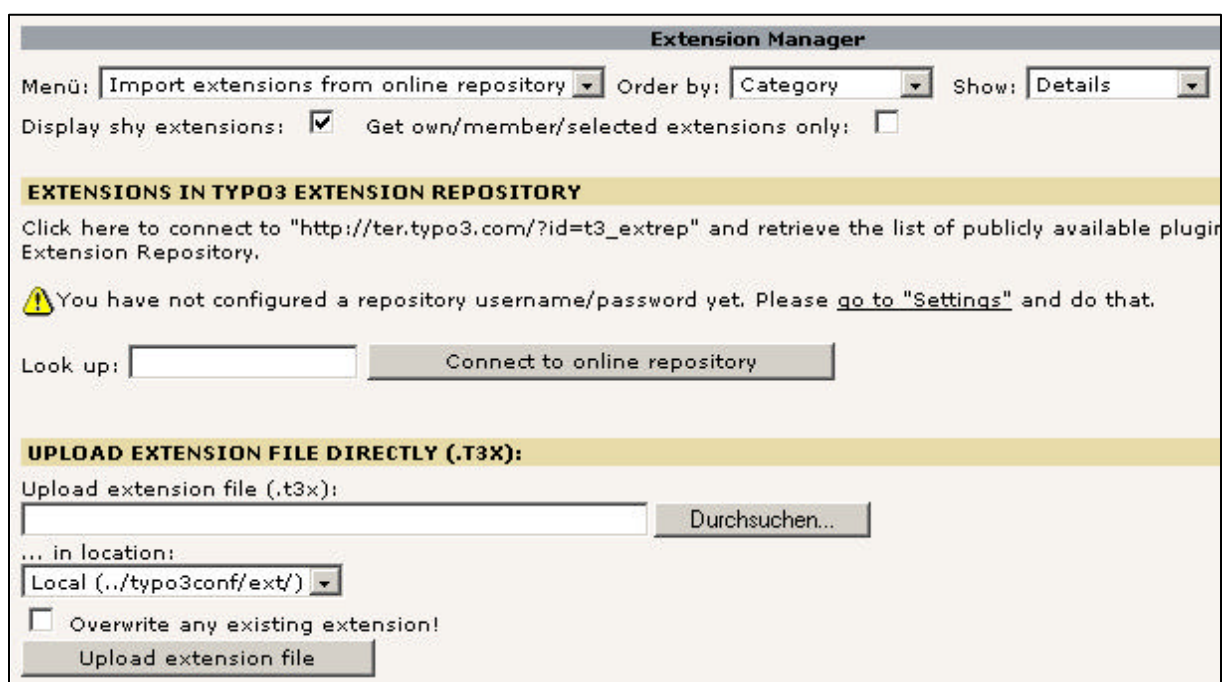 Extension Manager
Menü: Import extensions from online repository Order by: Category Show: Details
Display shy extensions: Get own/member/selected extensions only:
EXTENSIONS IN TYPO3 EXTENSION REPOSITORY
Click here to connect to "http://ter.typo3.com/?id=t3_extrep" and retrieve the list of publicly available plugin
Extension Repository.
You have not configured a repository username/password yet. Please go to "Settings" and do that.
Look up: Connect to online repository
UPLOAD EXTENSION FILE DIRECTLY (.T3X):
Upload extension file (.t3x):
Durchsuchen...
... in location:
Local (../typo3conf/ext/)
Overwrite any existing extension!
Upload extension file